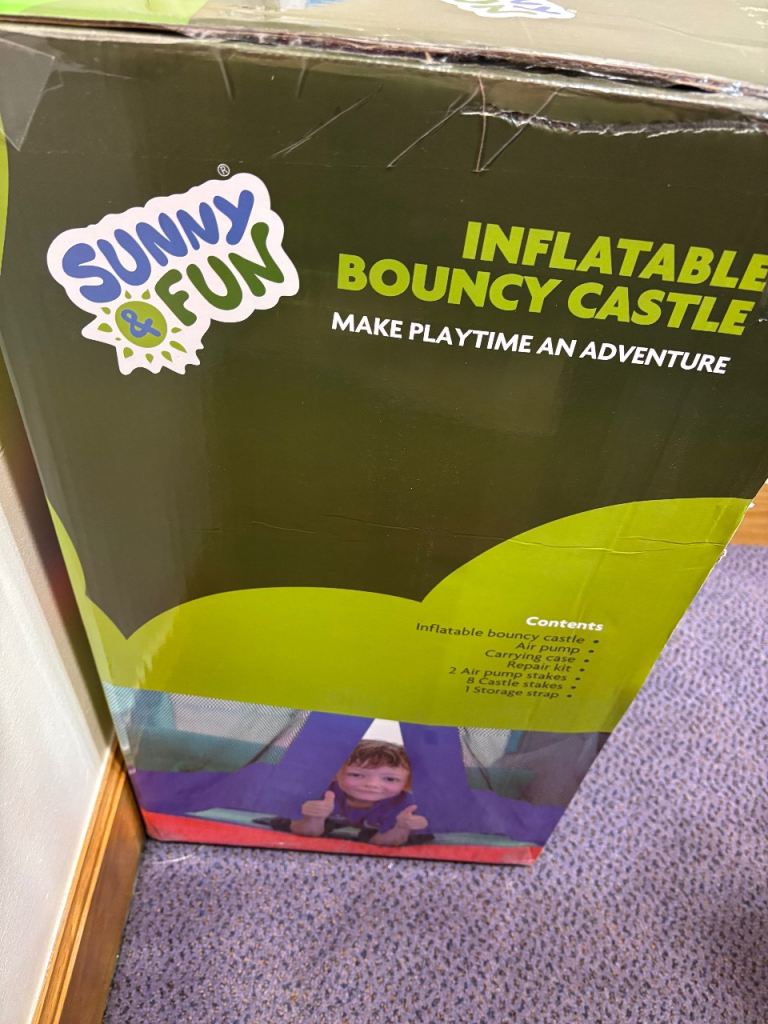 SUNNY
& FUN
®
INFLATABLE
BOUNCY CASTLE
MAKE PLAYTIME AN ADVENTURE
Contents
Inflatable bouncy castle •
Air pump •
Carrying case •
Repair kit •
2 Air pump stakes •
8 Castle stakes •
1 Storage strap •